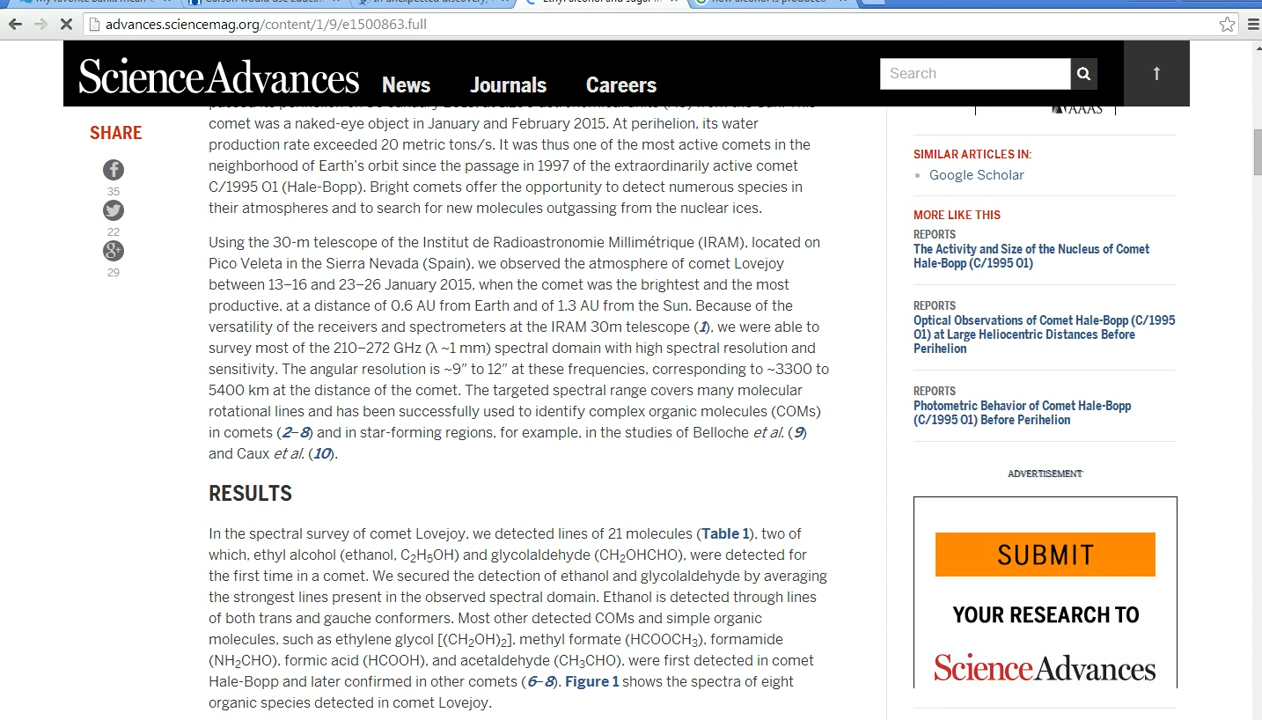 advances.sciencemag.org/content/1/9/e1500863.full
ScienceAdvances
News
Journals
Careers
Search
↑
SHARE
35
22
29
comet was a naked-eye object in January and February 2015. At perihelion, its water
production rate exceeded 20 metric tons/s. It was thus one of the most active comets in the
neighborhood of Earth's orbit since the passage in 1997 of the extraordinarily active comet
C/1995 O1 (Hale-Bopp). Bright comets offer the opportunity to detect numerous species in
their atmospheres and to search for new molecules outgassing from the nuclear ices.
Using the 30-m telescope of the Institut de Radioastronomie Millimétrique (IRAM), located on
Pico Veleta in the Sierra Nevada (Spain), we observed the atmosphere of comet Lovejoy
between 13–16 and 23–26 January 2015, when the comet was the brightest and the most
productive, at a distance of 0.6 AU from Earth and of 1.3 AU from the Sun. Because of the
versatility of the receivers and spectrometers at the IRAM 30m telescope (1), we were able to
survey most of the 210–272 GHz (λ ~1 mm) spectral domain with high spectral resolution and
sensitivity. The angular resolution is ~9″ to 12″ at these frequencies, corresponding to ~3300 to
5400 km at the distance of the comet. The targeted spectral range covers many molecular
rotational lines and has been successfully used to identify complex organic molecules (COMs)
in comets (2–8) and in star-forming regions, for example, in the studies of Belloche et al. (9)
and Caux et al. (10).
RESULTS
In the spectral survey of comet Lovejoy, we detected lines of 21 molecules (Table 1), two of
which, ethyl alcohol (ethanol, C₂H₅OH) and glycolaldehyde (CH₂OHCHO), were detected for
the first time in a comet. We secured the detection of ethanol and glycolaldehyde by averaging
the strongest lines present in the observed spectral domain. Ethanol is detected through lines
of both trans and gauche conformers. Most other detected COMs and simple organic
molecules, such as ethylene glycol [(CH₂OH)₂], methyl formate (HCOOCH₃), formamide
(NH₂CHO), formic acid (HCOOH), and acetaldehyde (CH₃CHO), were first detected in comet
Hale-Bopp and later confirmed in other comets (6–8). Figure 1 shows the spectra of eight
organic species detected in comet Lovejoy.
AAAS
SIMILAR ARTICLES IN:
• Google Scholar
MORE LIKE THIS
REPORTS
The Activity and Size of the Nucleus of Comet
Hale-Bopp (C/1995 O1)
REPORTS
Optical Observations of Comet Hale-Bopp (C/1995
O1) at Large Heliocentric Distances Before
Perihelion
REPORTS
Photometric Behavior of Comet Hale-Bopp
(C/1995 O1) Before Perihelion
ADVERTISEMENT
SUBMIT
YOUR RESEARCH TO
ScienceAdvances